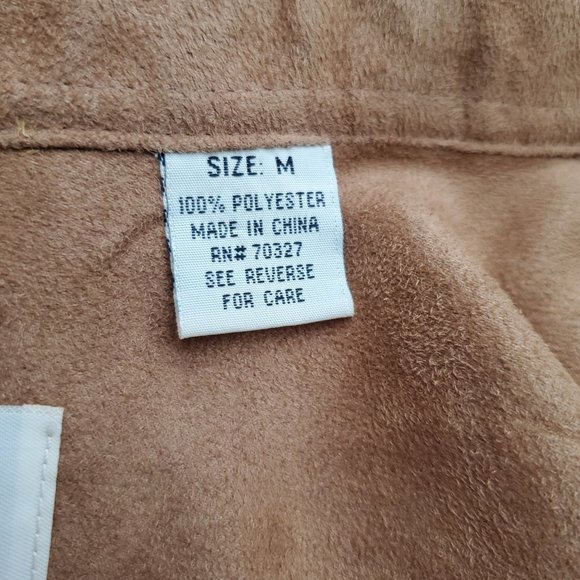 SIZE: M
100% POLYESTER
MADE IN CHINA
RN# 70327
SEE REVERSE
FOR CARE